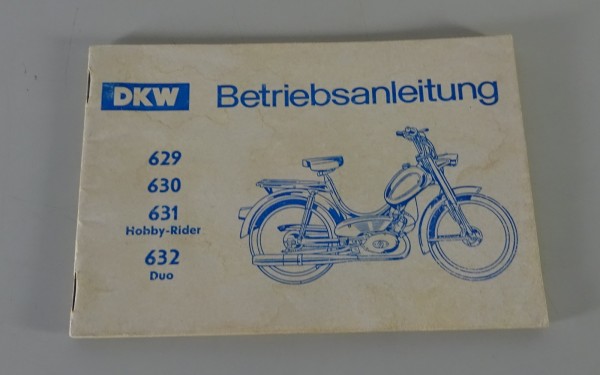 DKW Betriebsanleitung
629
630
631
Hobby-Rider
632
Duo